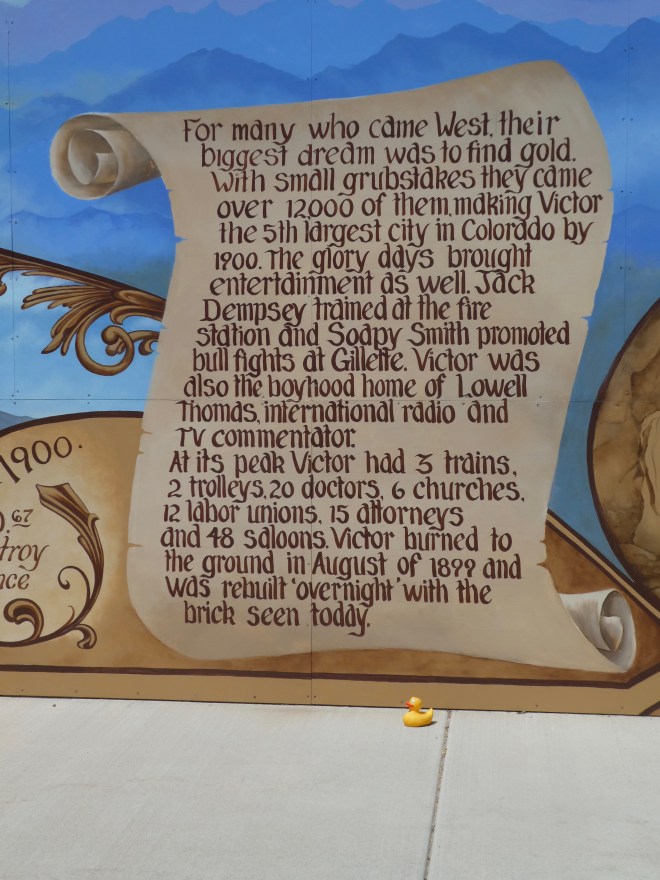 For many who came West, their
biggest dream was to find gold.
With small grubstakes they came
over 12,000 of them, making Victor
the 5th largest city in Colorado by
1900. The glory days brought
entertainment as well. Jack
Dempsey trained at the fire
station and Soapy Smith promoted
bull fights at Gillette. Victor was
also the boyhood home of Lowell
Thomas, international radio and
TV commentator.
At its peak Victor had 3 trains,
2 trolleys, 20 doctors, 6 churches,
12 labor unions, 15 attorneys
and 48 saloons. Victor burned to
the ground in August of 1899 and
was rebuilt 'overnight' with the
brick seen today.
1900.
67
troy
nce